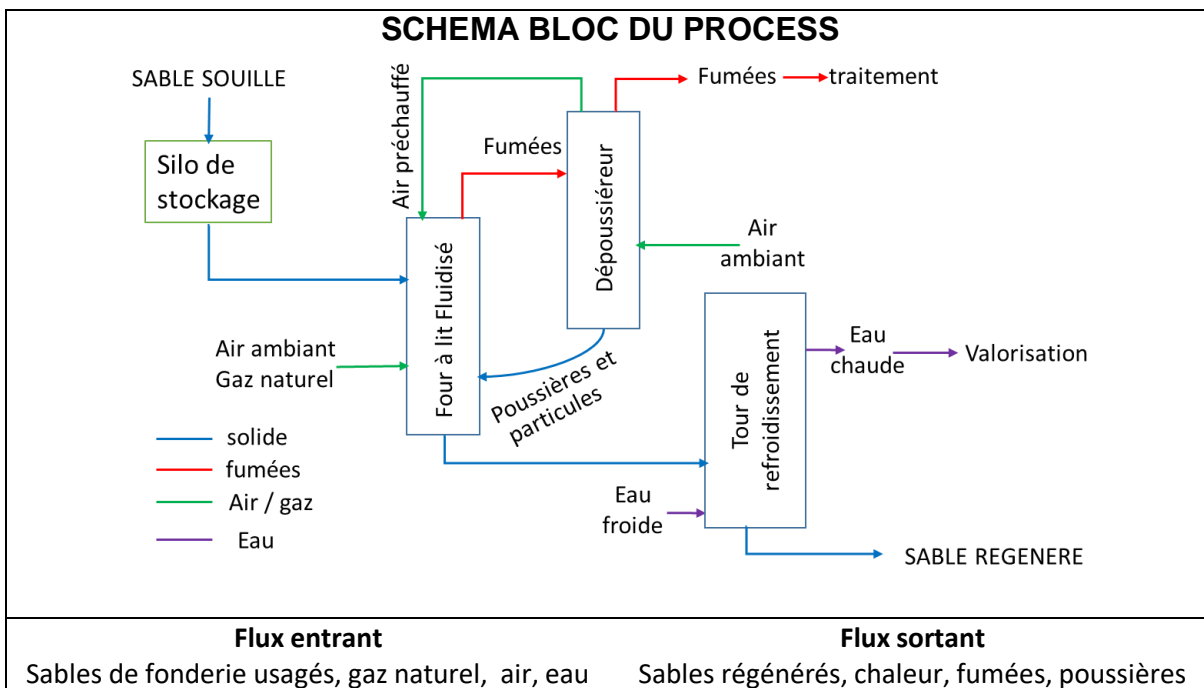 SCHEMA BLOC DU PROCESS
SABLE SOUILLE
Silo de
stockage
Air préchauffé
Fumées
Fumées
traitement
Four à lit Fluidisé
Dépoussiéreur
Air
ambiant
Air ambiant
Gaz naturel
Poussières et
particules
Tour de
refroidissement
Eau
chaude
Valorisation
Eau
froide
SABLE REGENERE
solide
fumées
Air / gaz
Eau
Flux entrant
Sables de fonderie usagés, gaz naturel, air, eau
Flux sortant
Sables régénérés, chaleur, fumées, poussières